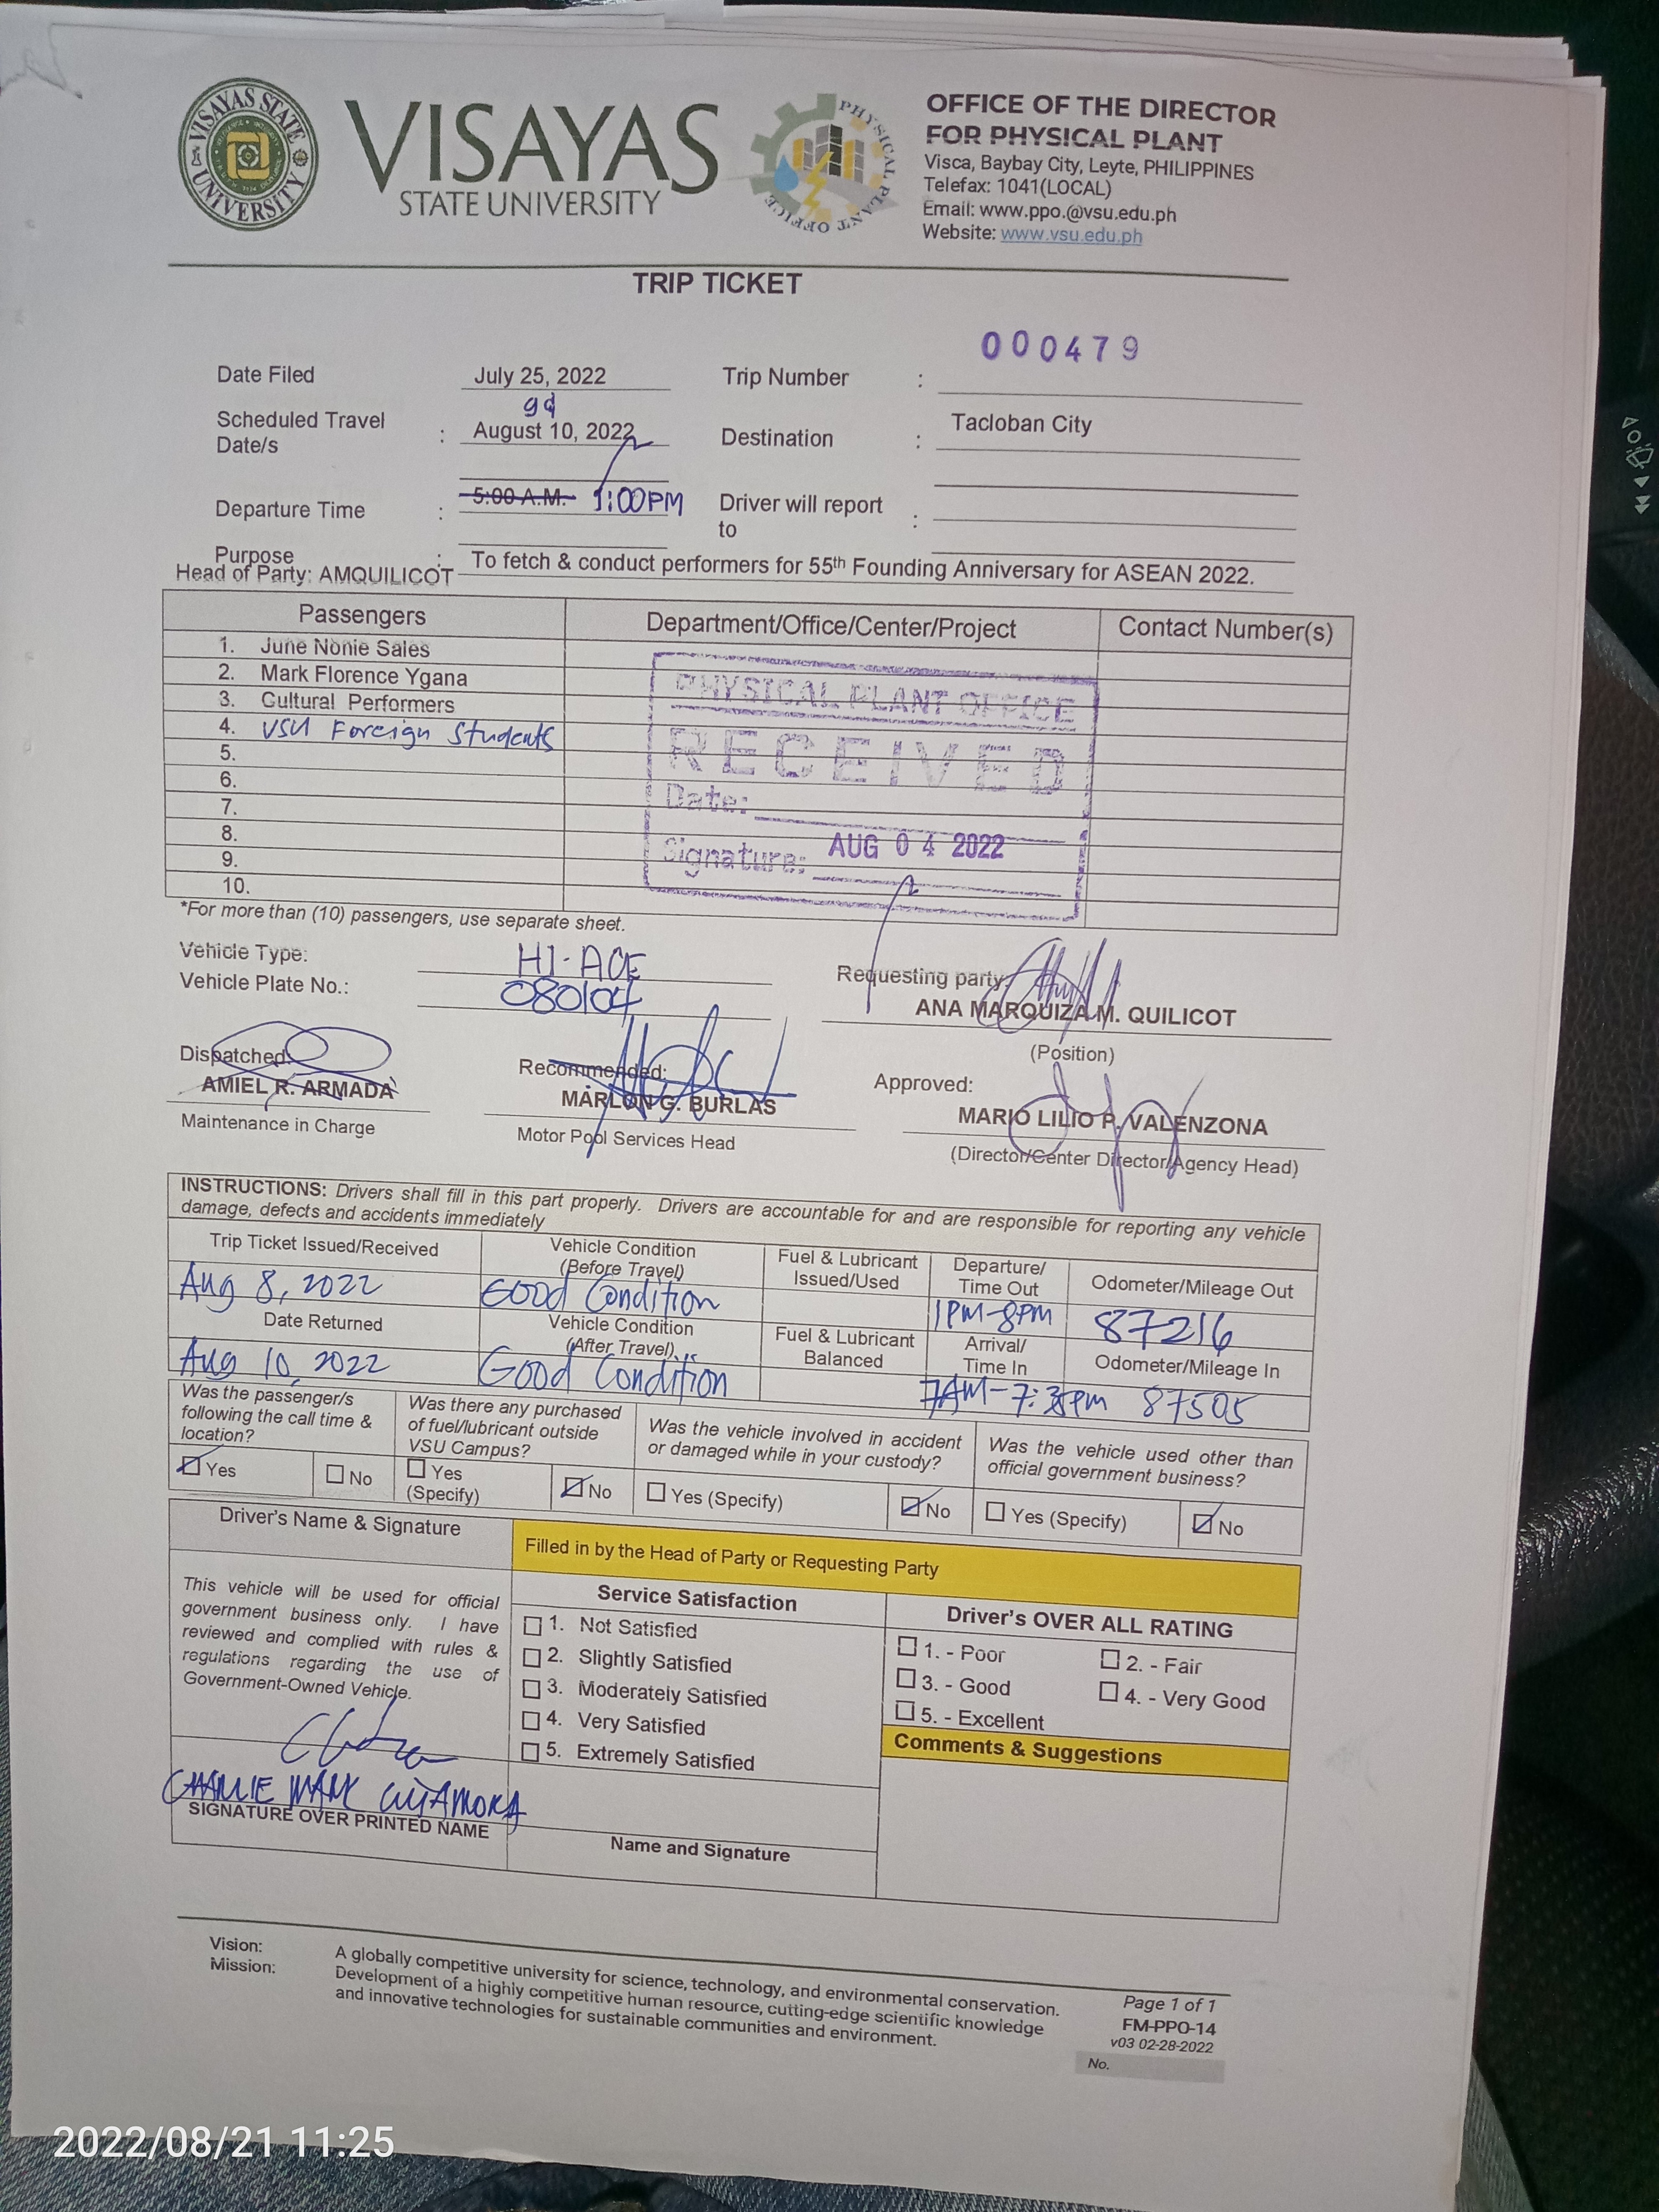 VISAYAS STATE UNIVERSITY
VISAYAS
STATE UNIVERSITY
PHYSICAL PLANT OFFICE
OFFICE OF THE DIRECTOR
FOR PHYSICAL PLANT
Visca, Baybay City, Leyte, PHILIPPINES
Telefax: 1041(LOCAL)
Email: www.ppo.@vsu.edu.ph
Website: www.vsu.edu.ph
TRIP TICKET
000479
Date Filed July 25, 2022 Trip Number :
Scheduled Travel Date/s : August 10, 2022 Destination : Tacloban City
Departure Time : 5:00 A.M. 1:00PM Driver will report to :
Purpose : To fetch & conduct performers for 55th Founding Anniversary for ASEAN 2022.
Head of Party: AMQUILICOT
Passengers Department/Office/Center/Project Contact Number(s)
1. June Nonie Sales
2. Mark Florence Ygana
3. Cultural Performers
4. VSU Foreign Students
5.
6.
7.
8.
9.
10.
PHYSICAL PLANT OFFICE
RECEIVED
Date:
AUG 04 2022
Signature:
*For more than (10) passengers, use separate sheet.
Vehicle Type: HI-ACE
Vehicle Plate No.: 080104
Requesting party:
ANA MARQUIZA M. QUILICOT
(Position)
Dispatched:
AMIEL R. ARMADA
Maintenance in Charge
Recommended:
MARLON G. BURLAS
Motor Pool Services Head
Approved:
MARIO LILIO P. VALENZONA
(Director/Center Director/Agency Head)
INSTRUCTIONS: Drivers shall fill in this part properly. Drivers are accountable for and are responsible for reporting any vehicle
damage, defects and accidents immediately
Trip Ticket Issued/Received Vehicle Condition (Before Travel) Fuel & Lubricant Issued/Used Departure/ Time Out Odometer/Mileage Out
Aug 8, 2022 Good Condition 1PM-8PM 87216
Date Returned Vehicle Condition (After Travel) Fuel & Lubricant Balanced Arrival/ Time In Odometer/Mileage In
Aug 10, 2022 Good Condition 7AM- 87505
Was the passenger/s
following the call time &
location?
Yes No
Was there any purchased
of fuel/lubricant outside
VSU Campus?
Yes (Specify) No
Was the vehicle involved in accident
or damaged while in your custody?
Yes (Specify) No
Was the vehicle used other than
official government business?
Yes (Specify) No
Driver's Name & Signature
Filled in by the Head of Party or Requesting Party
This vehicle will be used for official
government business only. I have
reviewed and complied with rules &
regulations regarding the use of
Government-Owned Vehicle.
CHARLIE MARK
SIGNATURE OVER PRINTED NAME
Service Satisfaction
1. Not Satisfied
2. Slightly Satisfied
3. Moderately Satisfied
4. Very Satisfied
5. Extremely Satisfied
Name and Signature
Driver's OVER ALL RATING
1. - Poor 2. - Fair
3. - Good 4. - Very Good
5. - Excellent
Comments & Suggestions
Vision: A globally competitive university for science, technology, and environmental conservation.
Mission: Development of a highly competitive human resource, cutting-edge scientific knowledge
and innovative technologies for sustainable communities and environment.
Page 1 of 1
FM-PPO-14
v03 02-28-2022
No.
2022/08/21 11:25